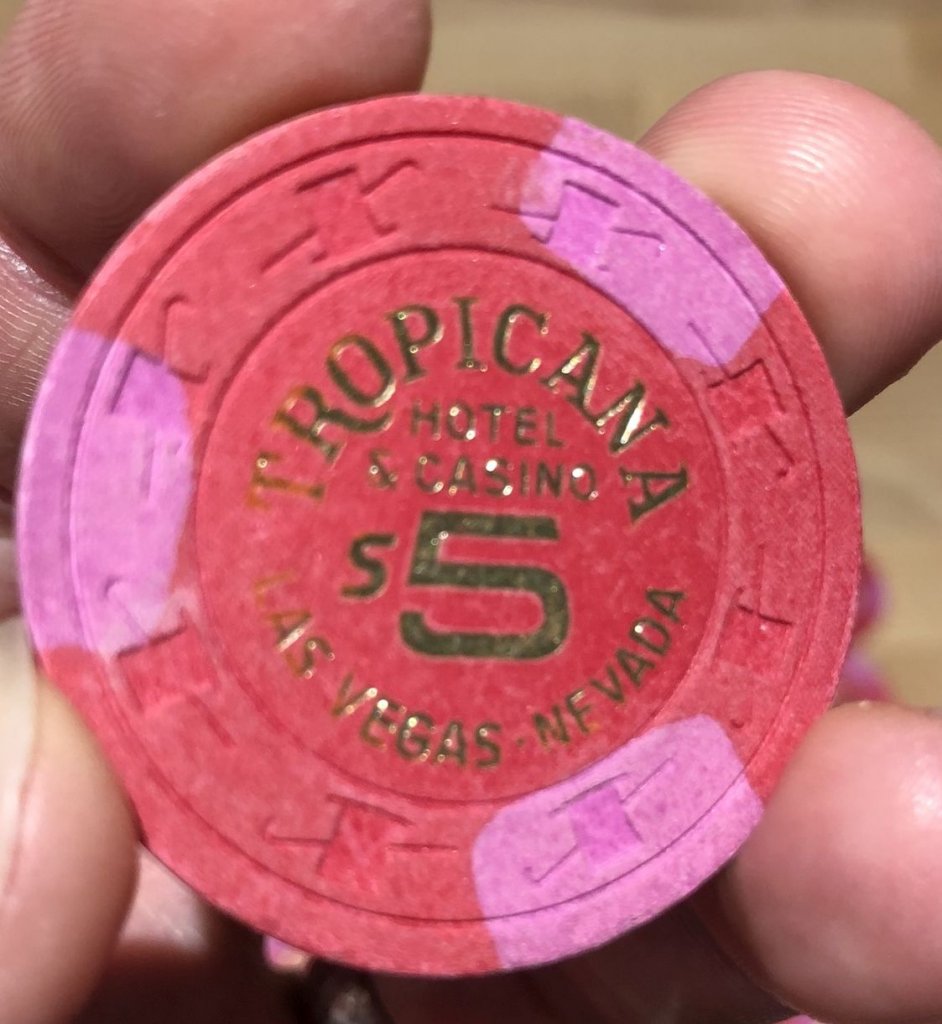 TROPICANA
HOTEL
& CASINO
$5
LAS VEGAS · NEVADA